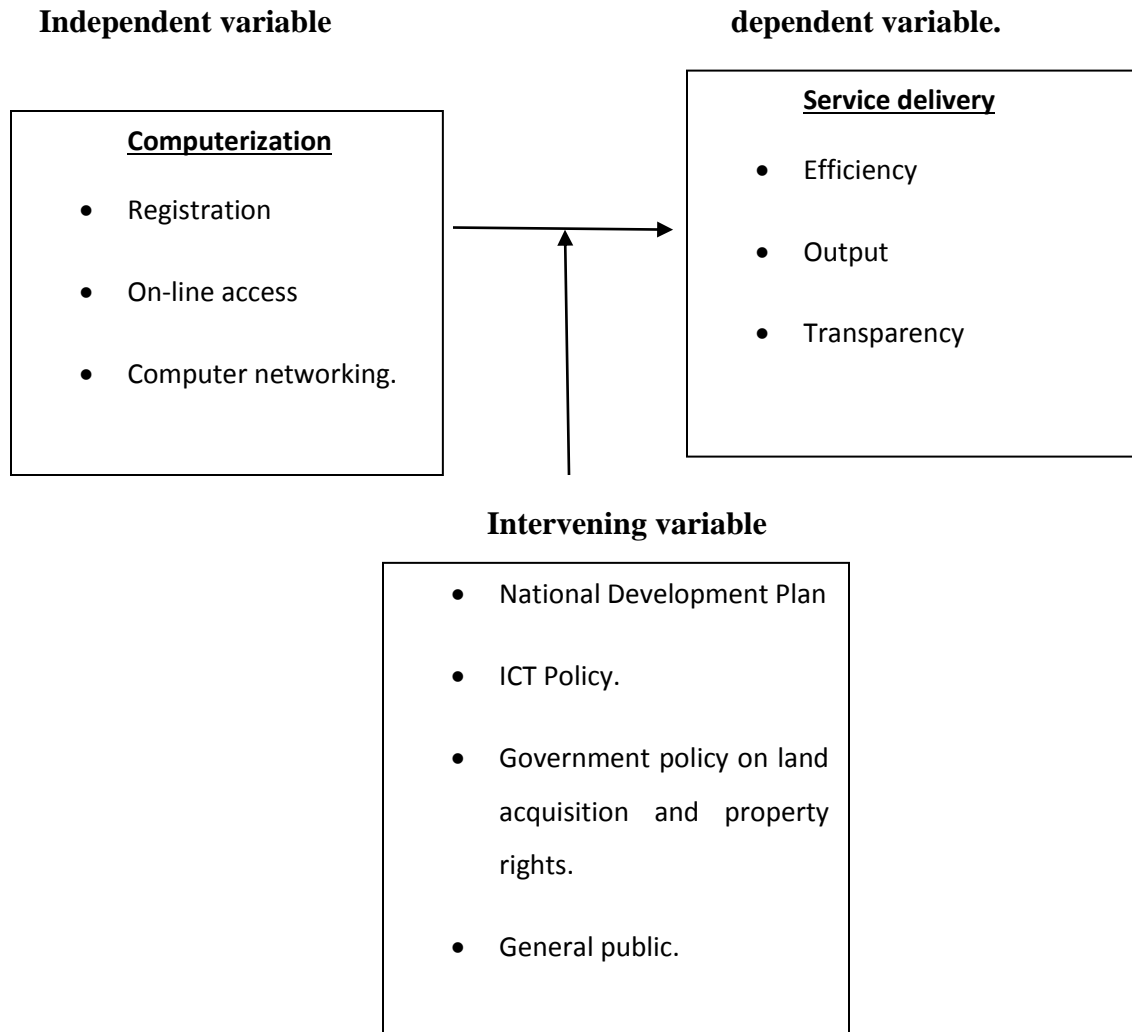 Independent variable
dependent variable.
Computerization
• Registration
• On-line access
• Computer networking.
Service delivery
• Efficiency
• Output
• Transparency
Intervening variable
• National Development Plan
• ICT Policy.
• Government policy on land
acquisition and property
rights.
• General public.